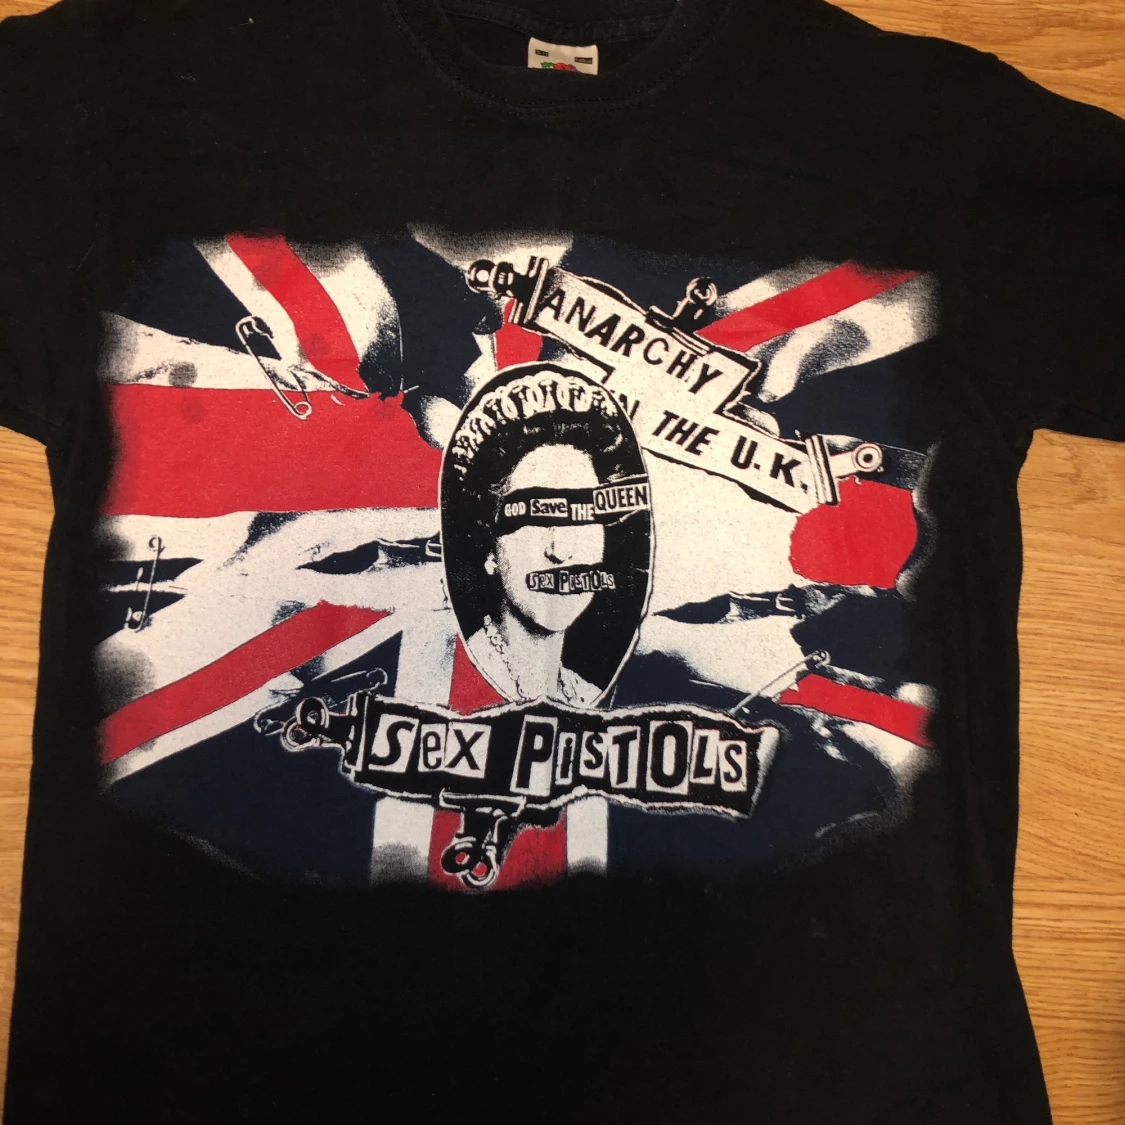 ANARCHY
IN THE U.K.
GOD Save THE QUEEN
SEX PiSTOLS
SeX PiSTOLS